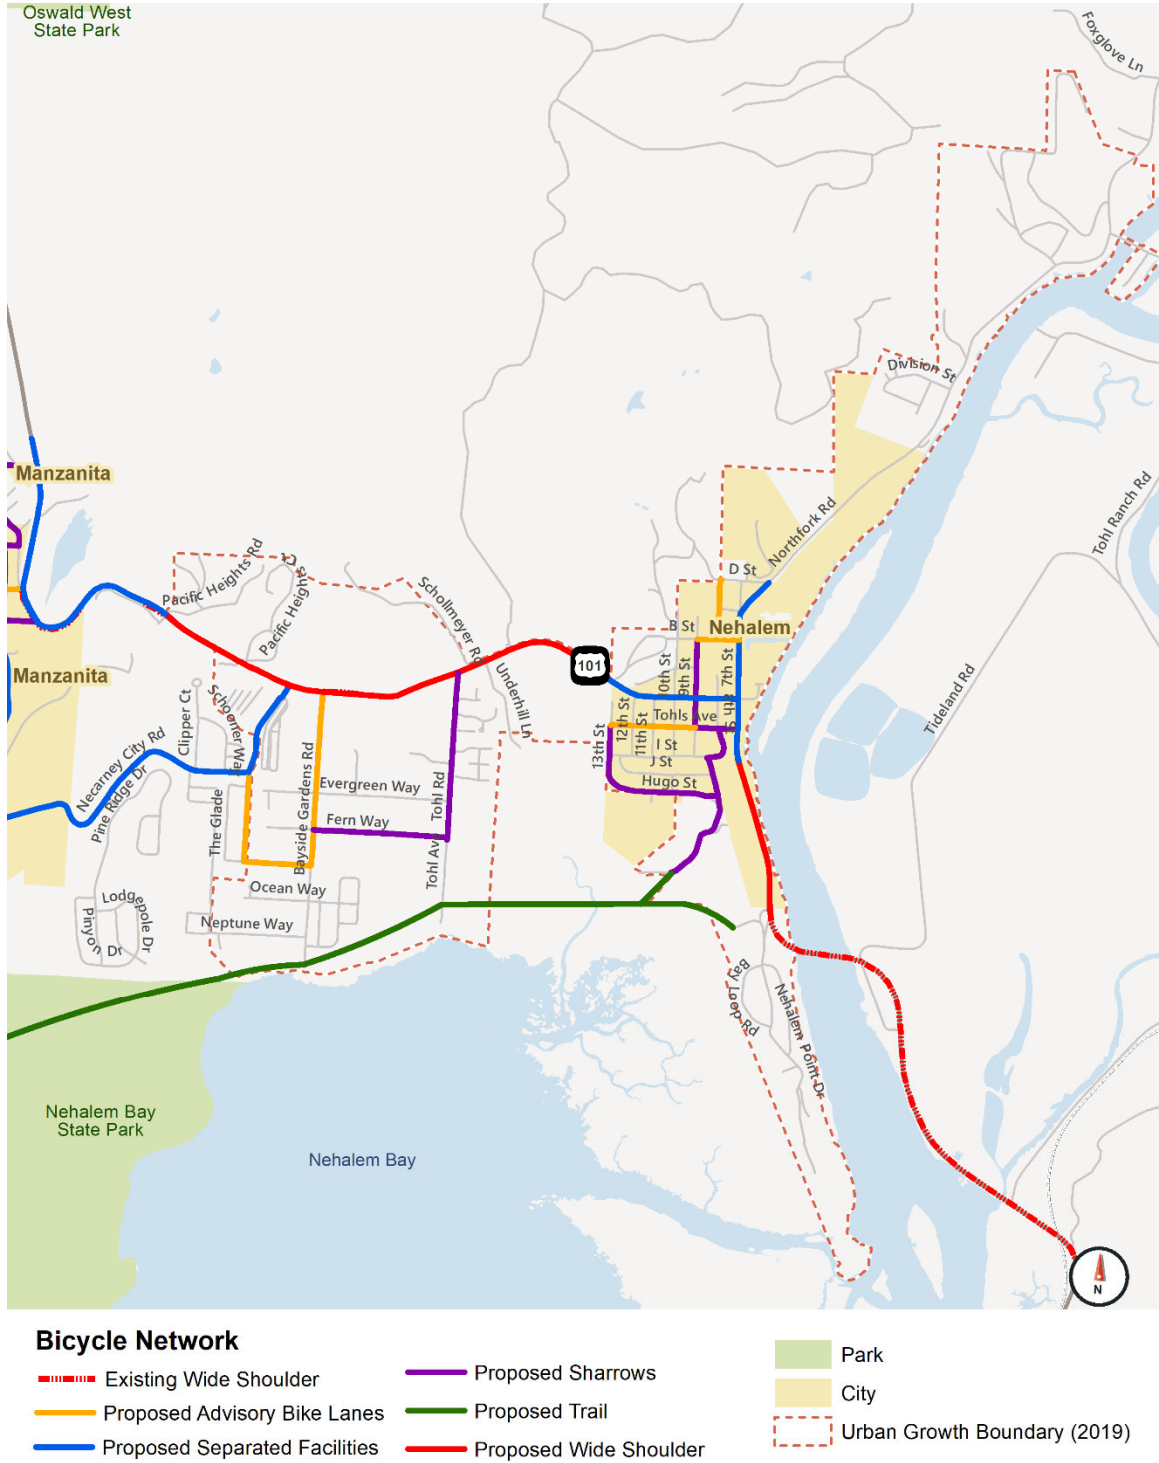 Oswald West
State Park
Foxglove Ln
Division St
Manzanita
Tohl Ranch Rd
Northfork Rd
Pacific Heights Rd
Pacific Heights Ct
D St
Schollmeyer Rd
B St
Nehalem
101
Manzanita
Underhill Ln
10th St
9th St
7th St
8th St
Tideland Rd
Clipper Ct
Schooner Way
12th St
11th St
Tohls Ave
13th St
I St
J St
Necarney City Rd
Pine Ridge Dr
Bayside Gardens Rd
Evergreen Way
Tohl Rd
Hugo St
The Glade
Fern Way
Tohl Ave
Ocean Way
Lodgepole Dr
Pinyon Dr
Neptune Way
Bay Loop Rd
Nehalem Point Dr
Nehalem Bay
State Park
Nehalem Bay
N
Bicycle Network
Existing Wide Shoulder
Proposed Advisory Bike Lanes
Proposed Separated Facilities
Proposed Sharrows
Proposed Trail
Proposed Wide Shoulder
Park
City
Urban Growth Boundary (2019)